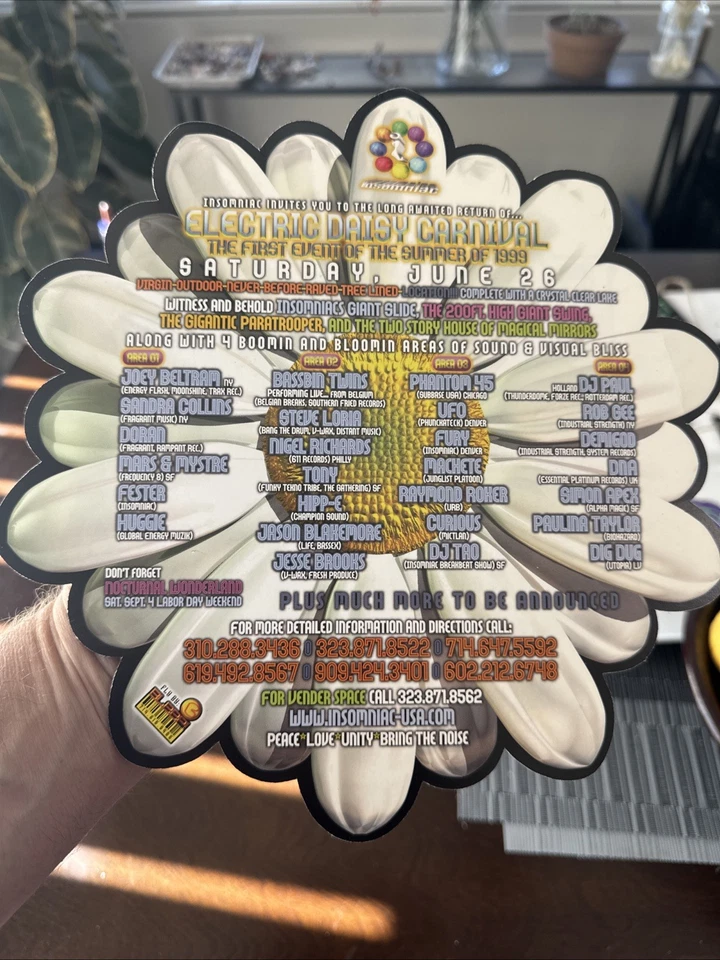 insomniac
INSOMNIAC INVITES YOU TO THE LONG AWAITED RETURN OF...
ELECTRIC DAISY CARNIVAL
THE FIRST EVENT OF THE SUMMER OF 1999
SATURDAY, JUNE 26
VIRGIN-OUTDOOR-NEVER-BEFORE-RAVED-TREE LINED-LOCATION!!! COMPLETE WITH A CRYSTAL CLEAR LAKE
WITNESS AND BEHOLD INSOMNIACS GIANT SLIDE, THE 200FT. HIGH GIANT SWING,
THE GIGANTIC PARATROOPER, AND THE TWO STORY HOUSE OF MAGICAL MIRRORS
ALONG WITH 4 BOOMIN AND BLOOMIN AREAS OF SOUND & VISUAL BLISS
AREA 01
JOEY BELTRAM NY
(ENERGY FLASH, MOONSHINE, TRAX REC.)
SANDRA COLLINS
(FRAGRANT MUSIC) NY
DORAN
(FRAGRANT, RAMPANT REC.)
MARS & MYSTRE
(FREQUENCY 8) SF
FESTER
(INSOMNIAC)
HUGGIE
(GLOBAL ENERGY MUZIK)
AREA 02
BASSBIN TWINS
PERFORMING LIVE... FROM BELGIUM
(BELGIAN BREAKS, SOUTHERN FRIED RECORDS)
STEVE LORIA
(BANG THE DRUM, V-WAX, DISTANT MUSIC)
NIGEL RICHARDS
(611 RECORDS) PHILLY
TONY
(FUNKY TEKNO TRIBE, THE GATHERING) SF
HIPP-E
(CHAMPION SOUND)
JASON BLAKEMORE
(LIFE, BASSEX)
JESSE BROOKS
(V-WAX, FRESH PRODUCE)
AREA 03
PHANTOM 45
(SUBBASE USA) CHICAGO
UFO
(PHUNCKATECK) DENVER
FURY
(INSOMNIAC) DENVER
MACHETE
(JUNGLIST PLATOON)
RAYMOND ROKER
(URB)
CURIOUS
(MICTLAN)
DJ TAO
(INSOMNIAC BREAKBEAT SHOW) SF
AREA 04
HOLLAND DJ PAUL
(THUNDERDOME, FORZE REC., ROTTERDAM REC.)
ROB GEE
(INDUSTRIAL STRENGTH) NY
DEMIGOD
(INDUSTRIAL STRENGTH, SYSTEM RECORDS)
DNA
(ESSENTIAL PLATINUM RECORDS) UK
SIMON APEX
(ALPHA MAGIC) SF
PAULINA TAYLOR
(BIOHAZARD)
DIG DUG
(UTOPIA) LV
DON'T FORGET
NOCTURNAL WONDERLAND
SAT. SEPT. 4 LABOR DAY WEEKEND
PLUS MUCH MORE TO BE ANNOUNCED
FOR MORE DETAILED INFORMATION AND DIRECTIONS CALL:
310.288.3436 0 323.871.8522 0 714.647.5592
619.492.8567 0 909.424.3401 0 602.212.6748
FOR VENDER SPACE CALL 323.871.8562
WWW.INSOMNIAC-USA.COM
PEACE*LOVE*UNITY*BRING THE NOISE
FLY BY